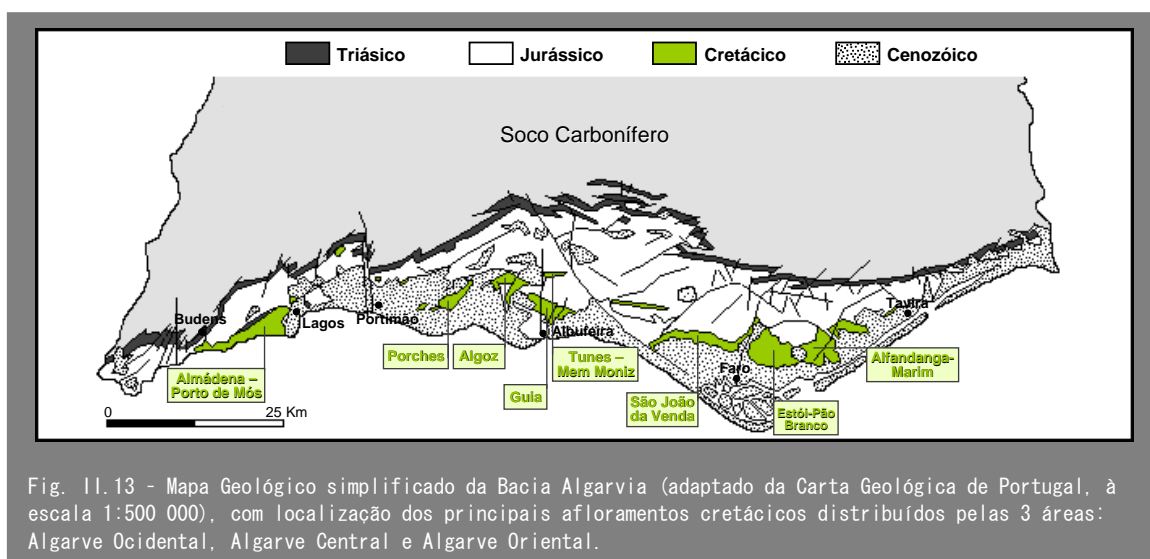 Triásico
Jurássico
Cretácico
Cenozóico
Soco Carbonífero
Budens
Lagos
Portimão
Albufeira
Tavira
Faro
Almádena –
Porto de Mós
Porches
Algoz
Guia
Tunes –
Mem Moniz
São João
da Venda
Estói-Pão
Branco
Alfandanga-
Marim
0
25 Km
Fig. II.13 - Mapa Geológico simplificado da Bacia Algarvia (adaptado da Carta Geológica de Portugal, à
escala 1:500 000), com localização dos principais afloramentos cretácicos distribuídos pelas 3 áreas:
Algarve Ocidental, Algarve Central e Algarve Oriental.